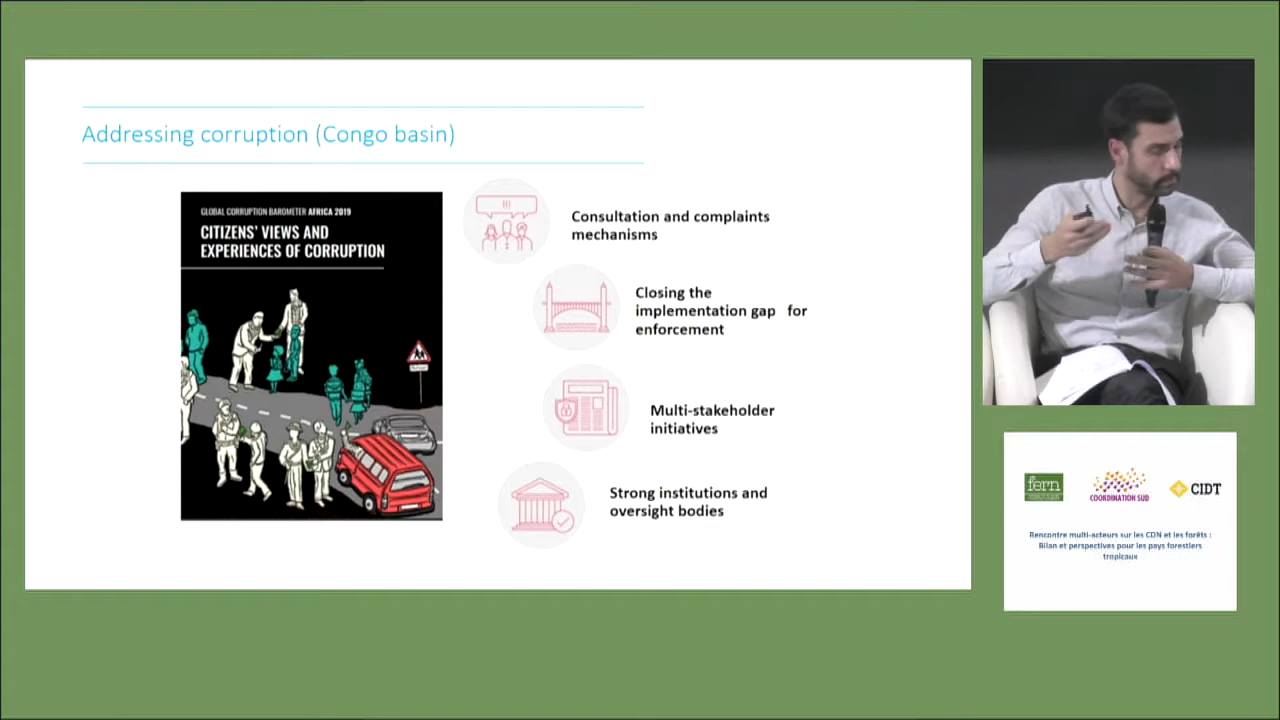 Addressing corruption (Congo basin)
GLOBAL CORRUPTION BAROMETER AFRICA 2019
CITIZENS' VIEWS AND
EXPERIENCES OF CORRUPTION
Consultation and complaints
mechanisms
Closing the
implementation gap for
enforcement
Multi-stakeholder
initiatives
Strong institutions and
oversight bodies
fern
COORDINATION SUD
CIDT
Rencontre multi-acteurs sur les CDN et les forêts :
Bilan et perspectives pour les pays forestiers
tropicaux